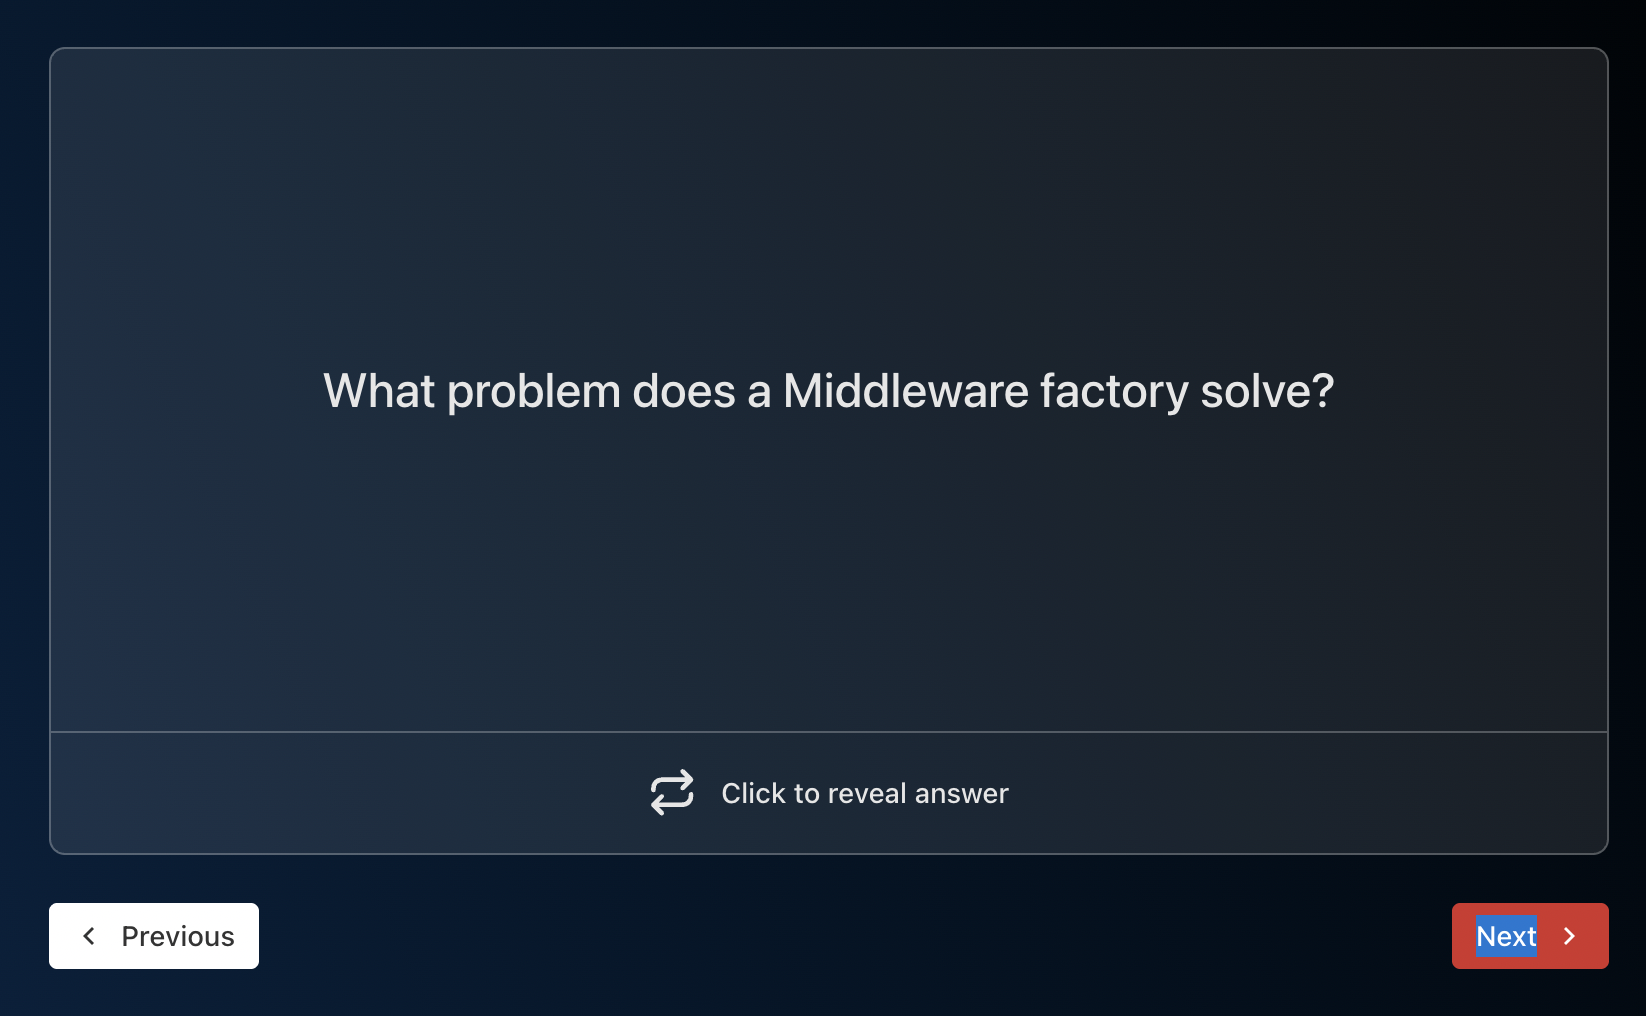 What problem does a Middleware factory solve?
Click to reveal answer
Previous
Next